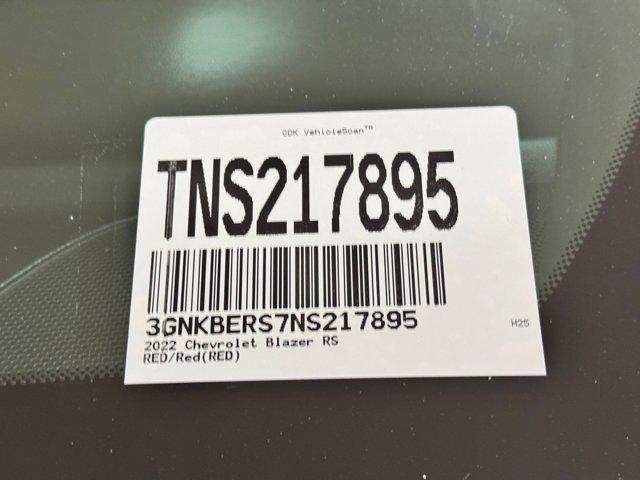 CDK VehicleScan™
TNS217895
3GNKBERS7NS217895
H25
2022 Chevrolet Blazer RS
RED/Red(RED)